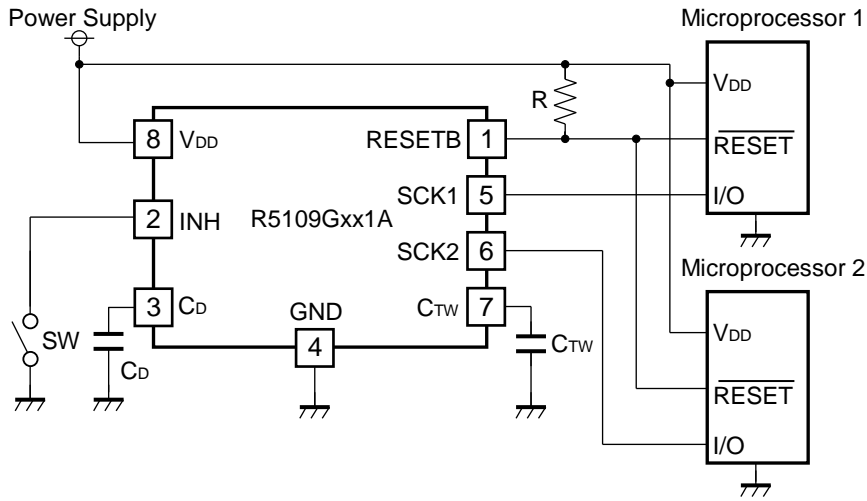 Power Supply
Microprocessor 1
R
VDD
8
VDD
RESETB
1
RESET
SCK1
5
I/O
2
INH
R5109Gxx1A
SCK2
6
Microprocessor 2
3
CD
GND
CTW
7
4
SW
CD
CTW
VDD
RESET
I/O